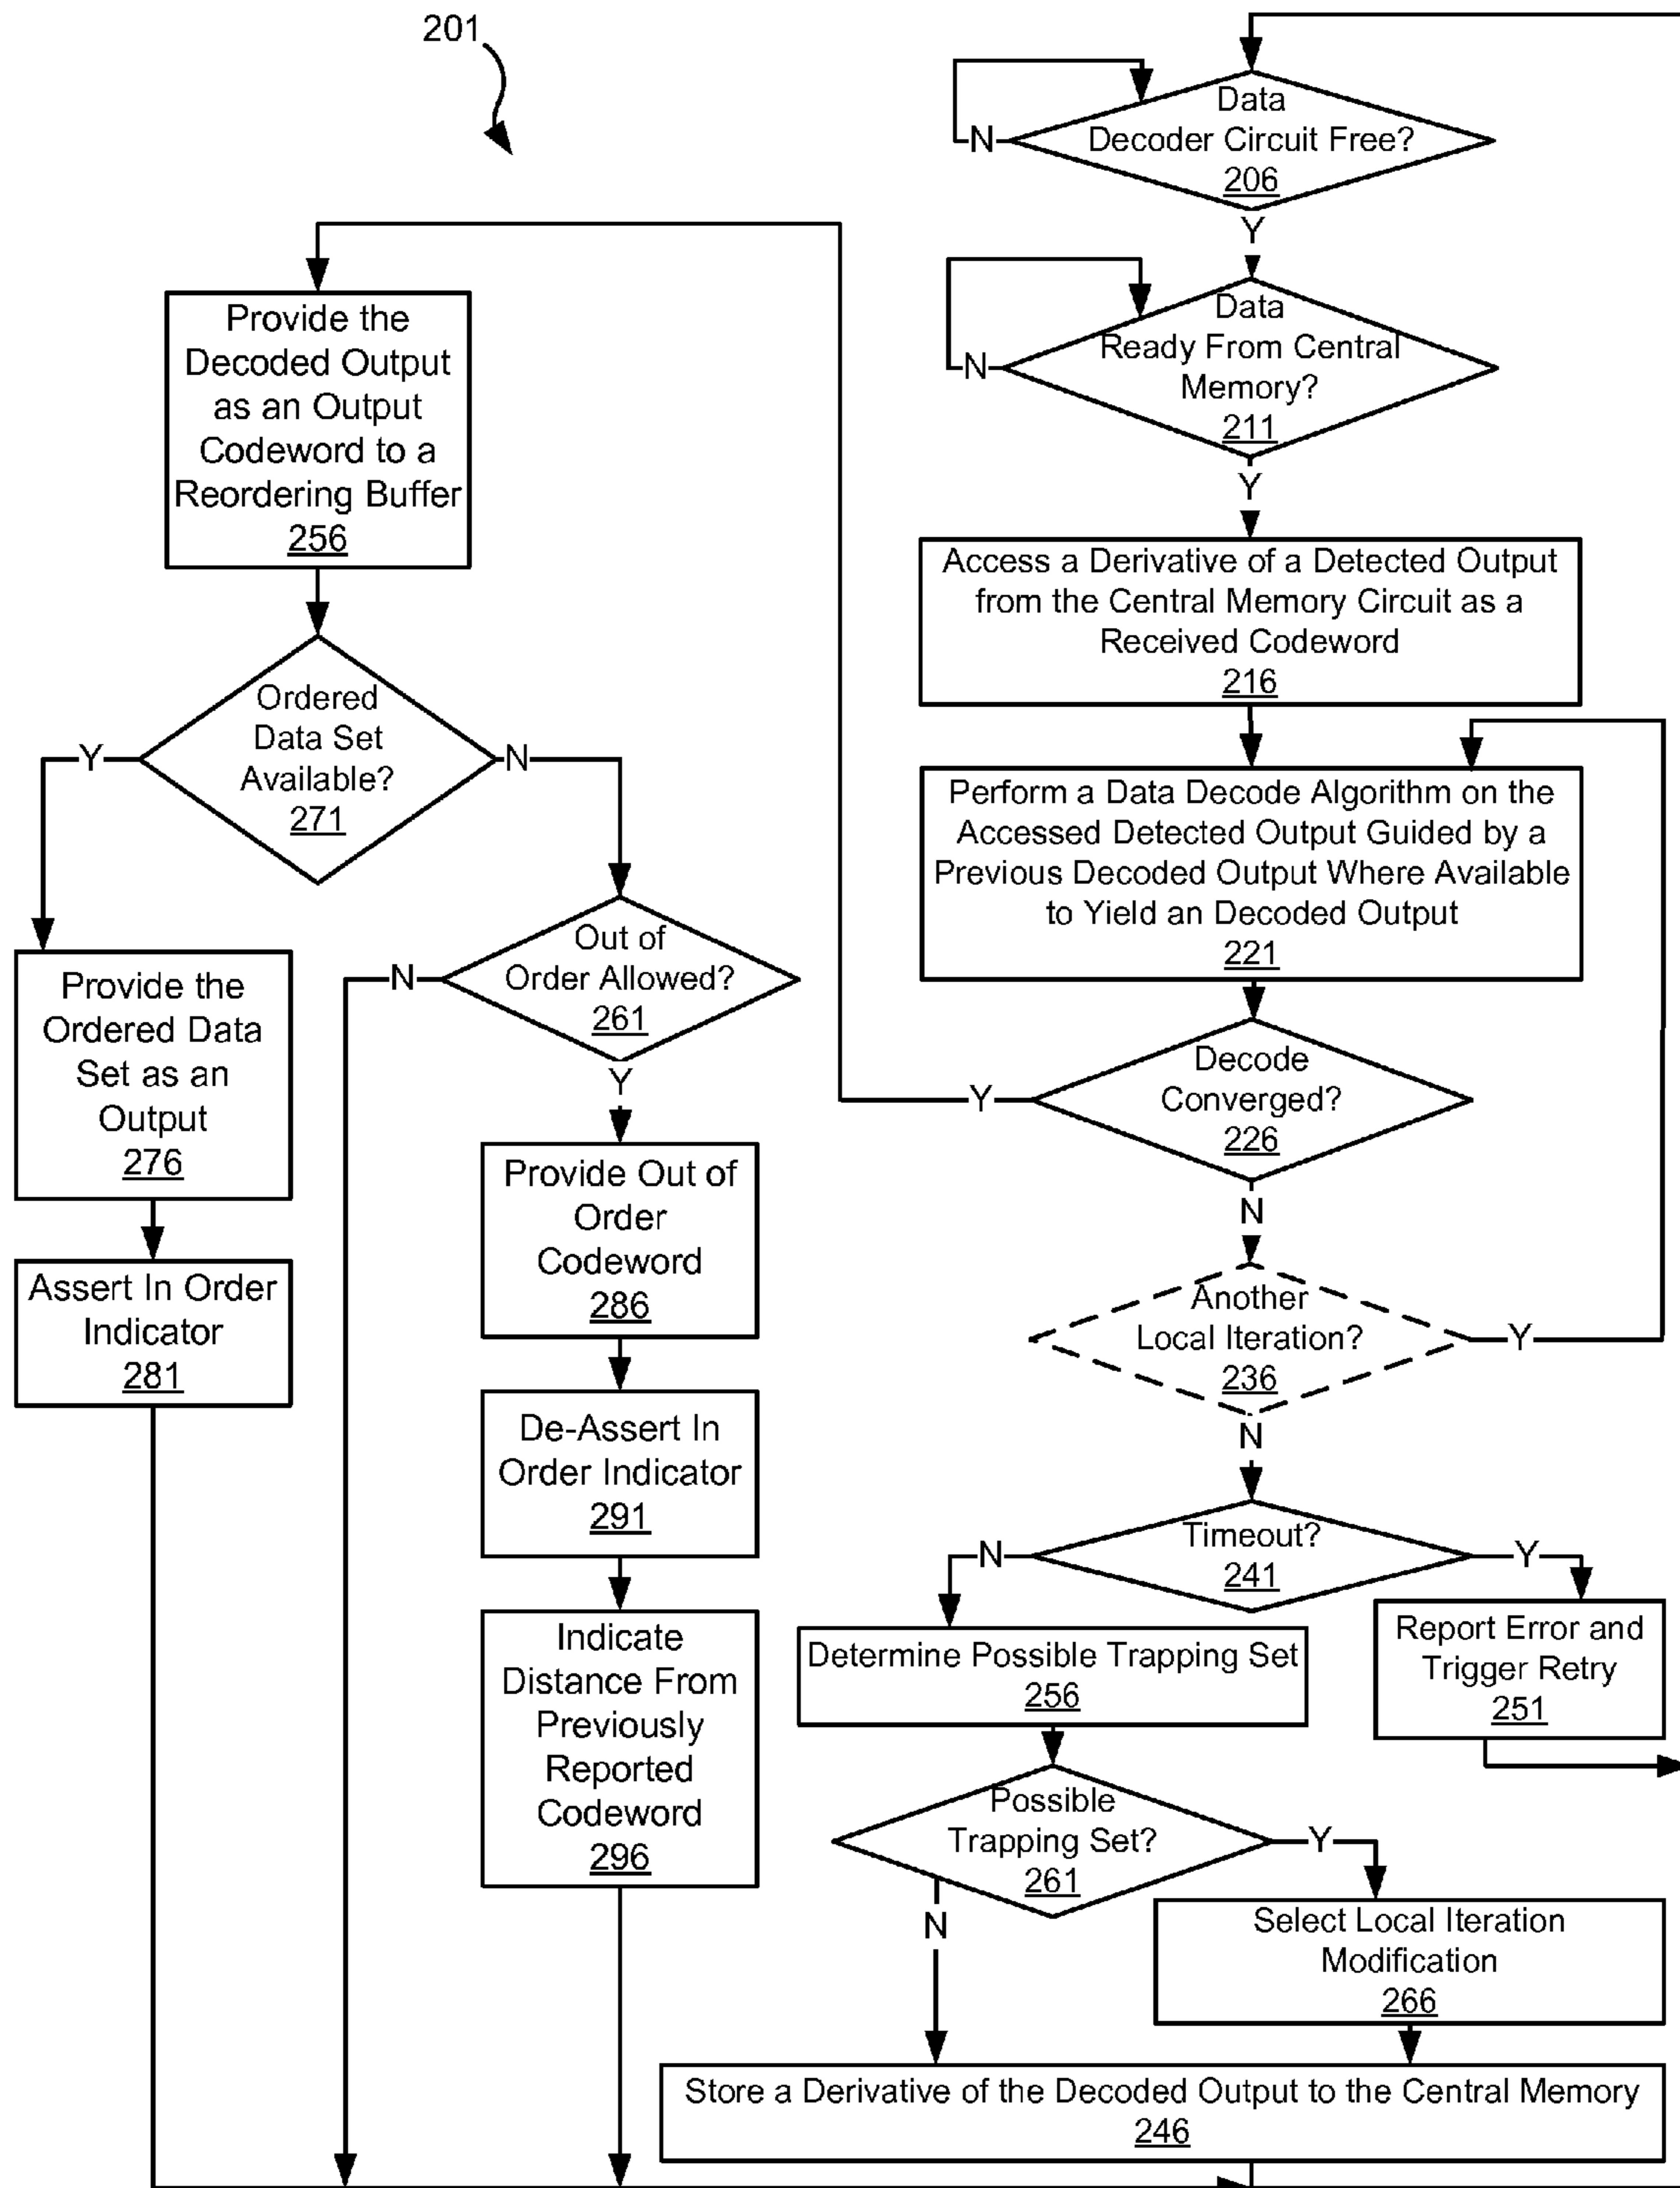 201
Data
Decoder Circuit Free?
206
N
Y
Data
Ready From Central
Memory?
211
N
Y
Access a Derivative of a Detected Output
from the Central Memory Circuit as a
Received Codeword
216
Perform a Data Decode Algorithm on the
Accessed Detected Output Guided by a
Previous Decoded Output Where Available
to Yield an Decoded Output
221
Decode
Converged?
226
Y
N
Another
Local Iteration?
236
Y
N
Timeout?
241
N
Y
Report Error and
Trigger Retry
251
Determine Possible Trapping Set
256
Possible
Trapping Set?
261
Y
N
Select Local Iteration
Modification
266
Store a Derivative of the Decoded Output to the Central Memory
246
Provide the
Decoded Output
as an Output
Codeword to a
Reordering Buffer
256
Ordered
Data Set
Available?
271
Y
N
Provide the
Ordered Data
Set as an
Output
276
Assert In Order
Indicator
281
Out of
Order Allowed?
261
N
Y
Provide Out of
Order
Codeword
286
De-Assert In
Order Indicator
291
Indicate
Distance From
Previously
Reported
Codeword
296